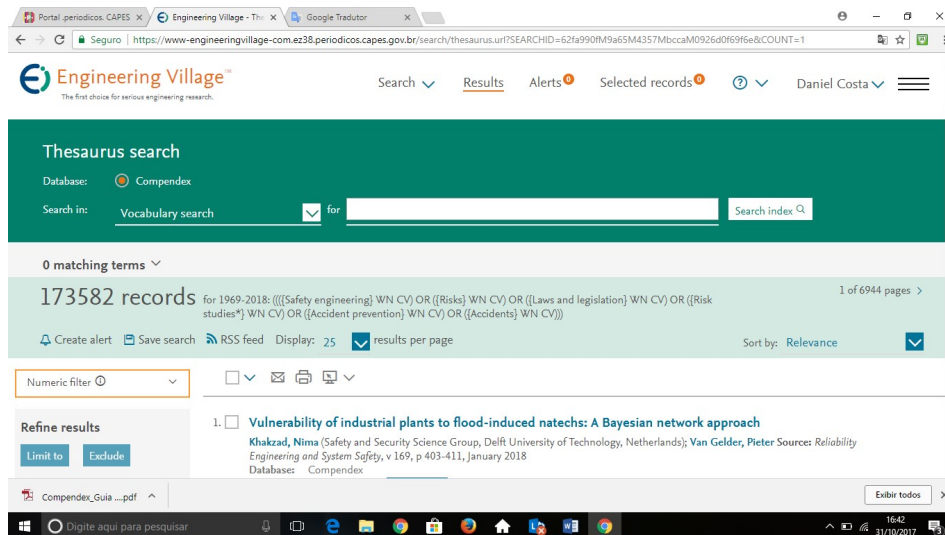 Portal .periodicos. CAPES
Engineering Village - The
Google Tradutor
Seguro | https://www-engineeringvillage-com.ez38.periodicos.capes.gov.br/search/thesaurus.url?SEARCHID=62fa990fM9a65M4357MbccaM0926d0f69f6e&COUNT=1
Engineering Village™
The first choice for serious engineering research.
Search Results Alerts 0 Selected records 0 ? Daniel Costa
Thesaurus search
Database: Compendex
Search in: Vocabulary search for Search index
0 matching terms
173582 records for 1969-2018: (((({Safety engineering} WN CV) OR ({Risks} WN CV) OR ({Laws and legislation} WN CV) OR ({Risk
studies*} WN CV) OR ({Accident prevention} WN CV) OR ({Accidents} WN CV)))
1 of 6944 pages >
Create alert Save search RSS feed Display: 25 results per page Sort by: Relevance
Numeric filter
Refine results
Limit to Exclude
1. Vulnerability of industrial plants to flood-induced natechs: A Bayesian network approach
Khakzad, Nima (Safety and Security Science Group, Delft University of Technology, Netherlands); Van Gelder, Pieter Source: Reliability
Engineering and System Safety, v 169, p 403-411, January 2018
Database: Compendex
Compendex_Guia ....pdf
Exibir todos
Digite aqui para pesquisar
16:42
31/10/2017